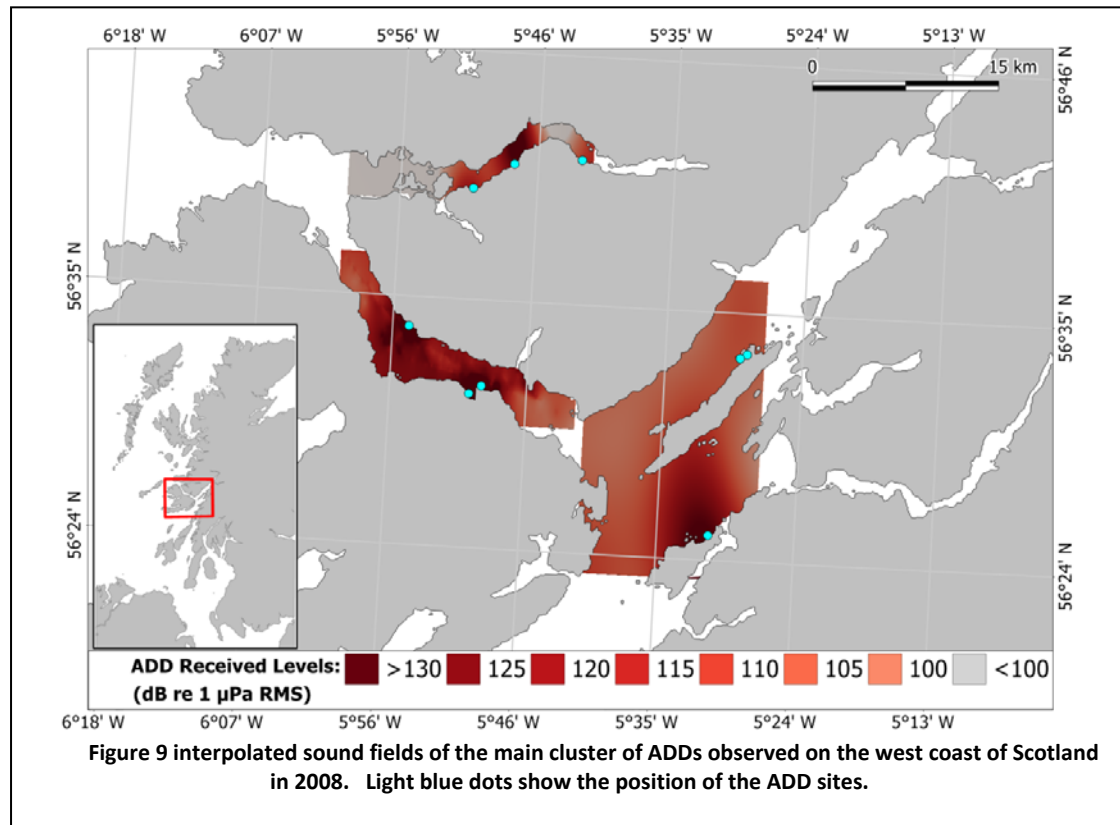 6°18' W 6°07' W 5°56' W 5°46' W 5°35' W 5°24' W 5°13' W
0 15 km
56°46' N
56°35' N
56°35' N
56°24' N
56°24' N
ADD Received Levels: >130 125 120 115 110 105 100 <100
(dB re 1 µPa RMS)
6°18' W 6°07' W 5°56' W 5°46' W 5°35' W 5°24' W 5°13' W
Figure 9 interpolated sound fields of the main cluster of ADDs observed on the west coast of Scotland
in 2008. Light blue dots show the position of the ADD sites.